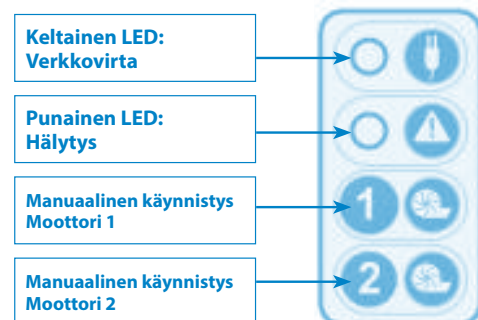 Keltainen LED:
Verkkovirta
Punainen LED:
Hälytys
Manuaalinen käynnistys
Moottori 1
1
Manuaalinen käynnistys
Moottori 2
2